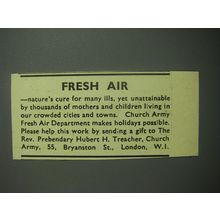 FRESH AIR
—nature's cure for many ills, yet unattainable
by thousands of mothers and children living in
our crowded cities and towns. Church Army
Fresh Air Department makes holidays possible.
Please help this work by sending a gift to The
Rev. Prebendary Hubert H. Treacher, Church
Army, 55, Bryanston St., London, W.1.